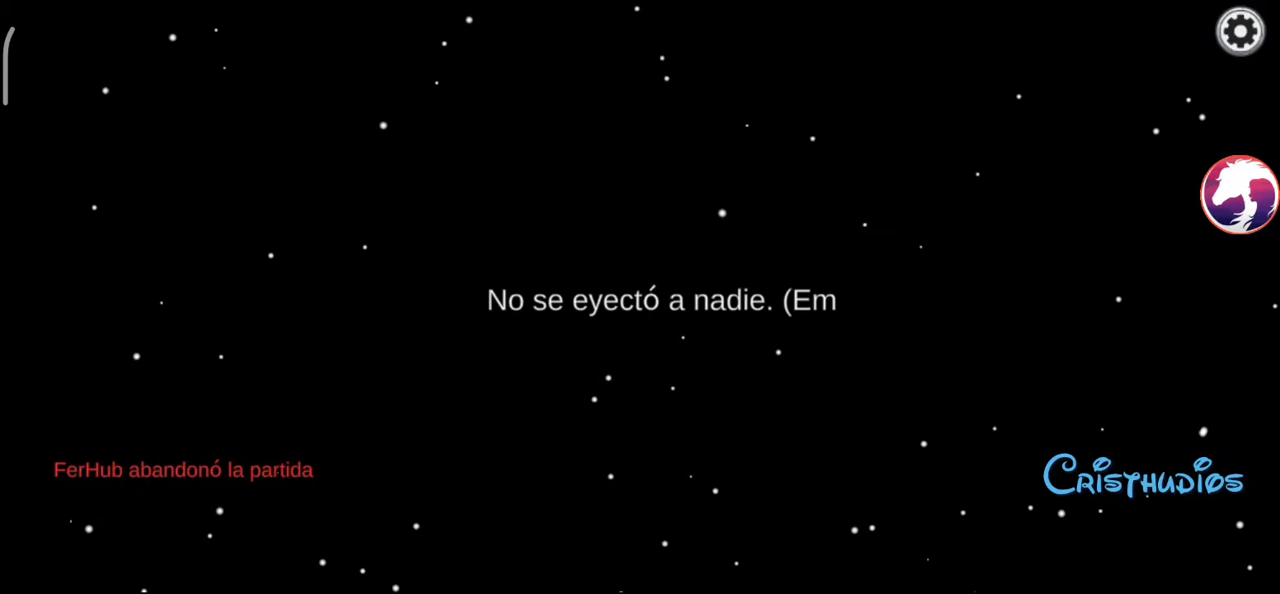 No se eyectó a nadie. (Em
FerHub abandonó la partida
CRISTHUDIOS